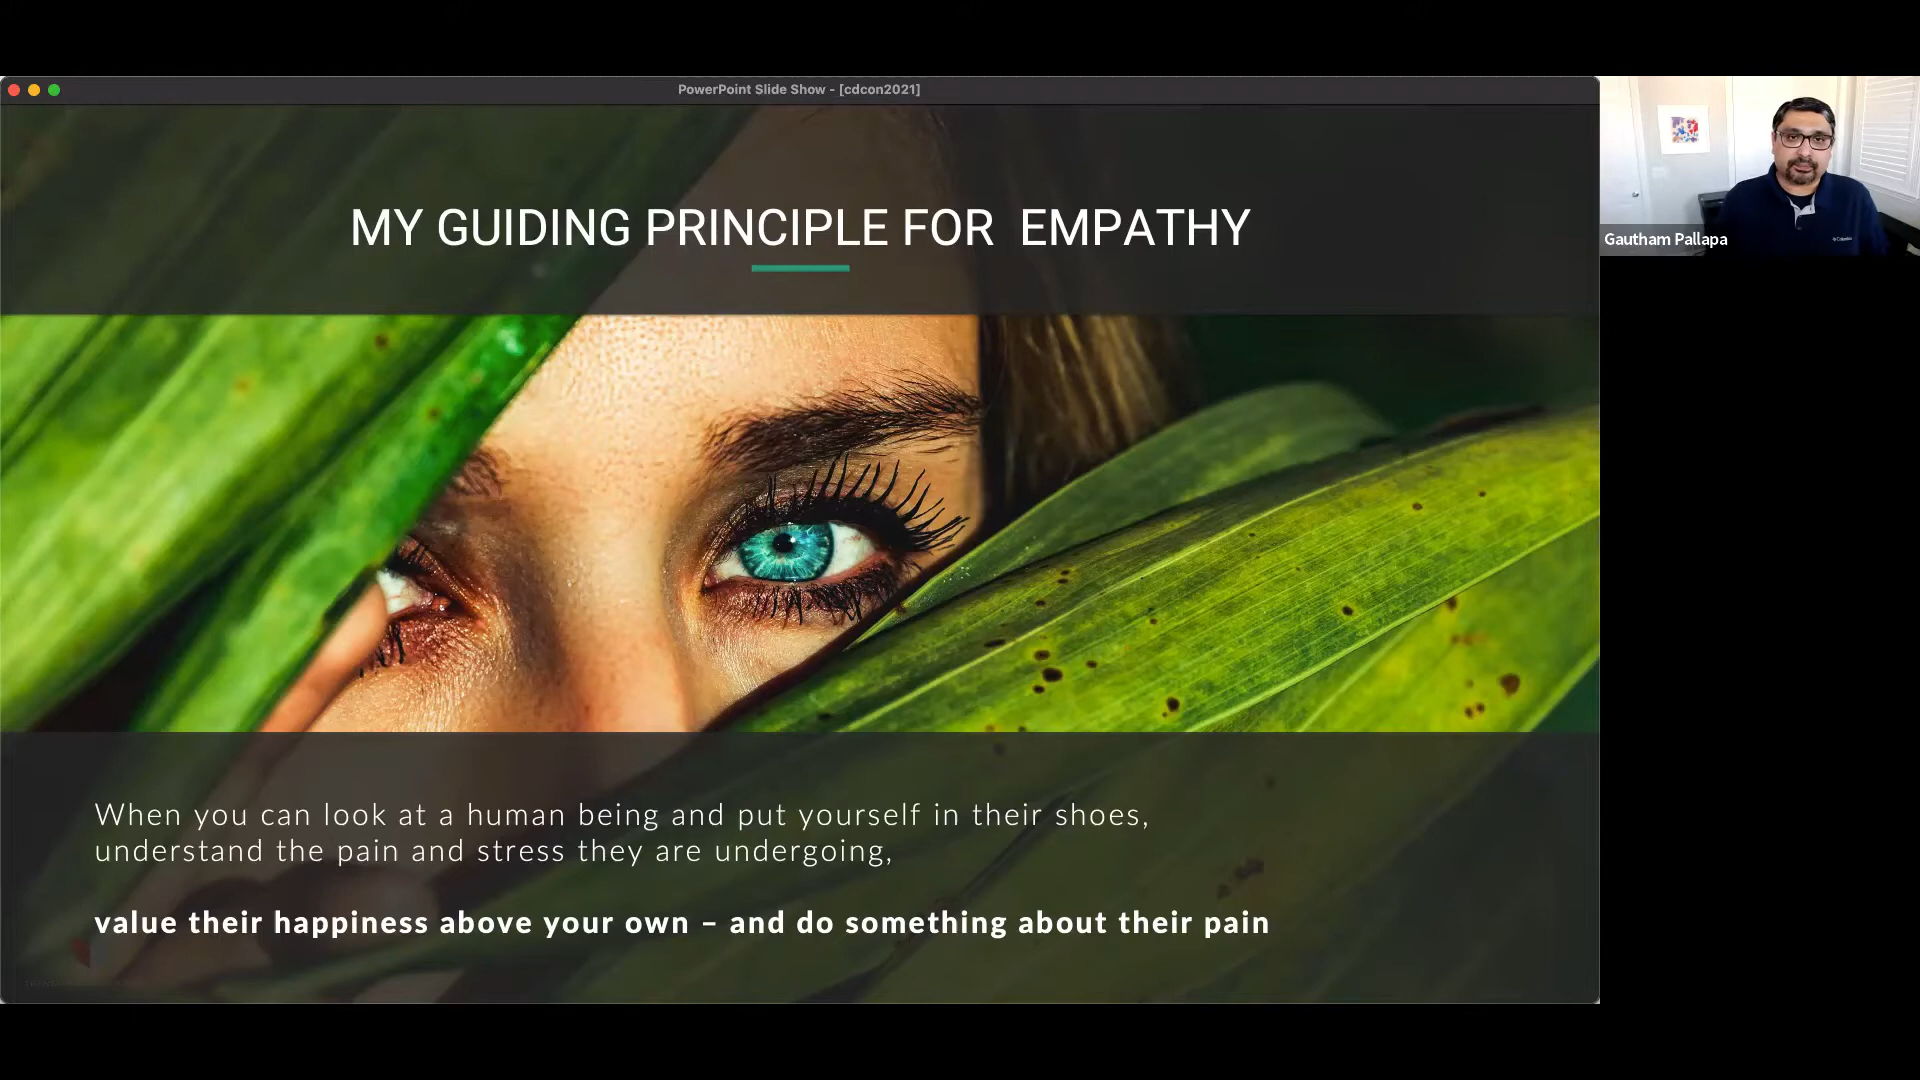 PowerPoint Slide Show - [cdcon2021]
MY GUIDING PRINCIPLE FOR EMPATHY
Gautham Pallapa
When you can look at a human being and put yourself in their shoes,
understand the pain and stress they are undergoing,
value their happiness above your own – and do something about their pain